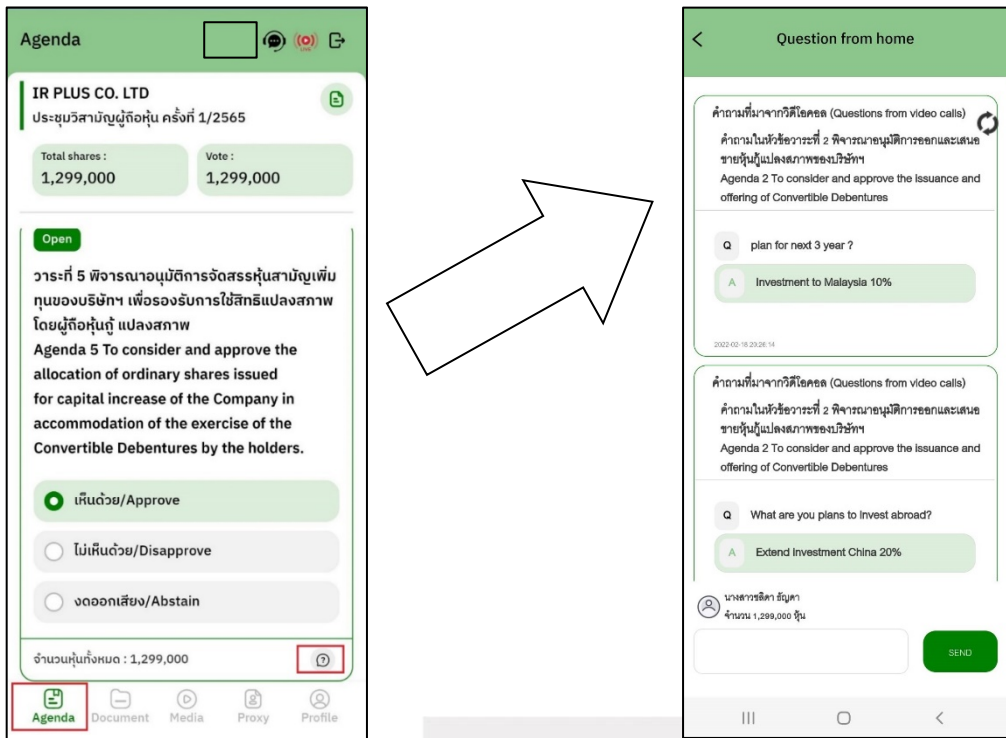 Agenda
IR PLUS CO. LTD
ประชุมวิสามัญผู้ถือหุ้น ครั้งที่ 1/2565
Total shares :
1,299,000
Vote :
1,299,000
Open
วาระที่ 5 พิจารณาอนุมัติการจัดสรรหุ้นสามัญเพิ่ม
ทุนของบริษัทฯ เพื่อรองรับการใช้สิทธิแปลงสภาพ
โดยผู้ถือหุ้นกู้ แปลงสภาพ
Agenda 5 To consider and approve the
allocation of ordinary shares issued
for capital increase of the Company in
accommodation of the exercise of the
Convertible Debentures by the holders.
เห็นด้วย/Approve
ไม่เห็นด้วย/Disapprove
งดออกเสียง/Abstain
จำนวนหุ้นทั้งหมด : 1,299,000
Agenda Document Media Proxy Profile
Question from home
คำถามที่มาจากวิดีโอคอล (Questions from video calls)
คำถามในหัวข้อวาระที่ 2 พิจารณาอนุมัติการออกและเสนอ
ขายหุ้นกู้แปลงสภาพของบริษัทฯ
Agenda 2 To consider and approve the issuance and
offering of Convertible Debentures
Q plan for next 3 year ?
A Investment to Malaysia 10%
2022-02-18 20:26:14
คำถามที่มาจากวิดีโอคอล (Questions from video calls)
คำถามในหัวข้อวาระที่ 2 พิจารณาอนุมัติการออกและเสนอ
ขายหุ้นกู้แปลงสภาพของบริษัทฯ
Agenda 2 To consider and approve the issuance and
offering of Convertible Debentures
Q What are you plans to invest abroad?
A Extend Investment China 20%
นางสาวชลิดา ธัญดา
จำนวน 1,299,000 หุ้น
SEND